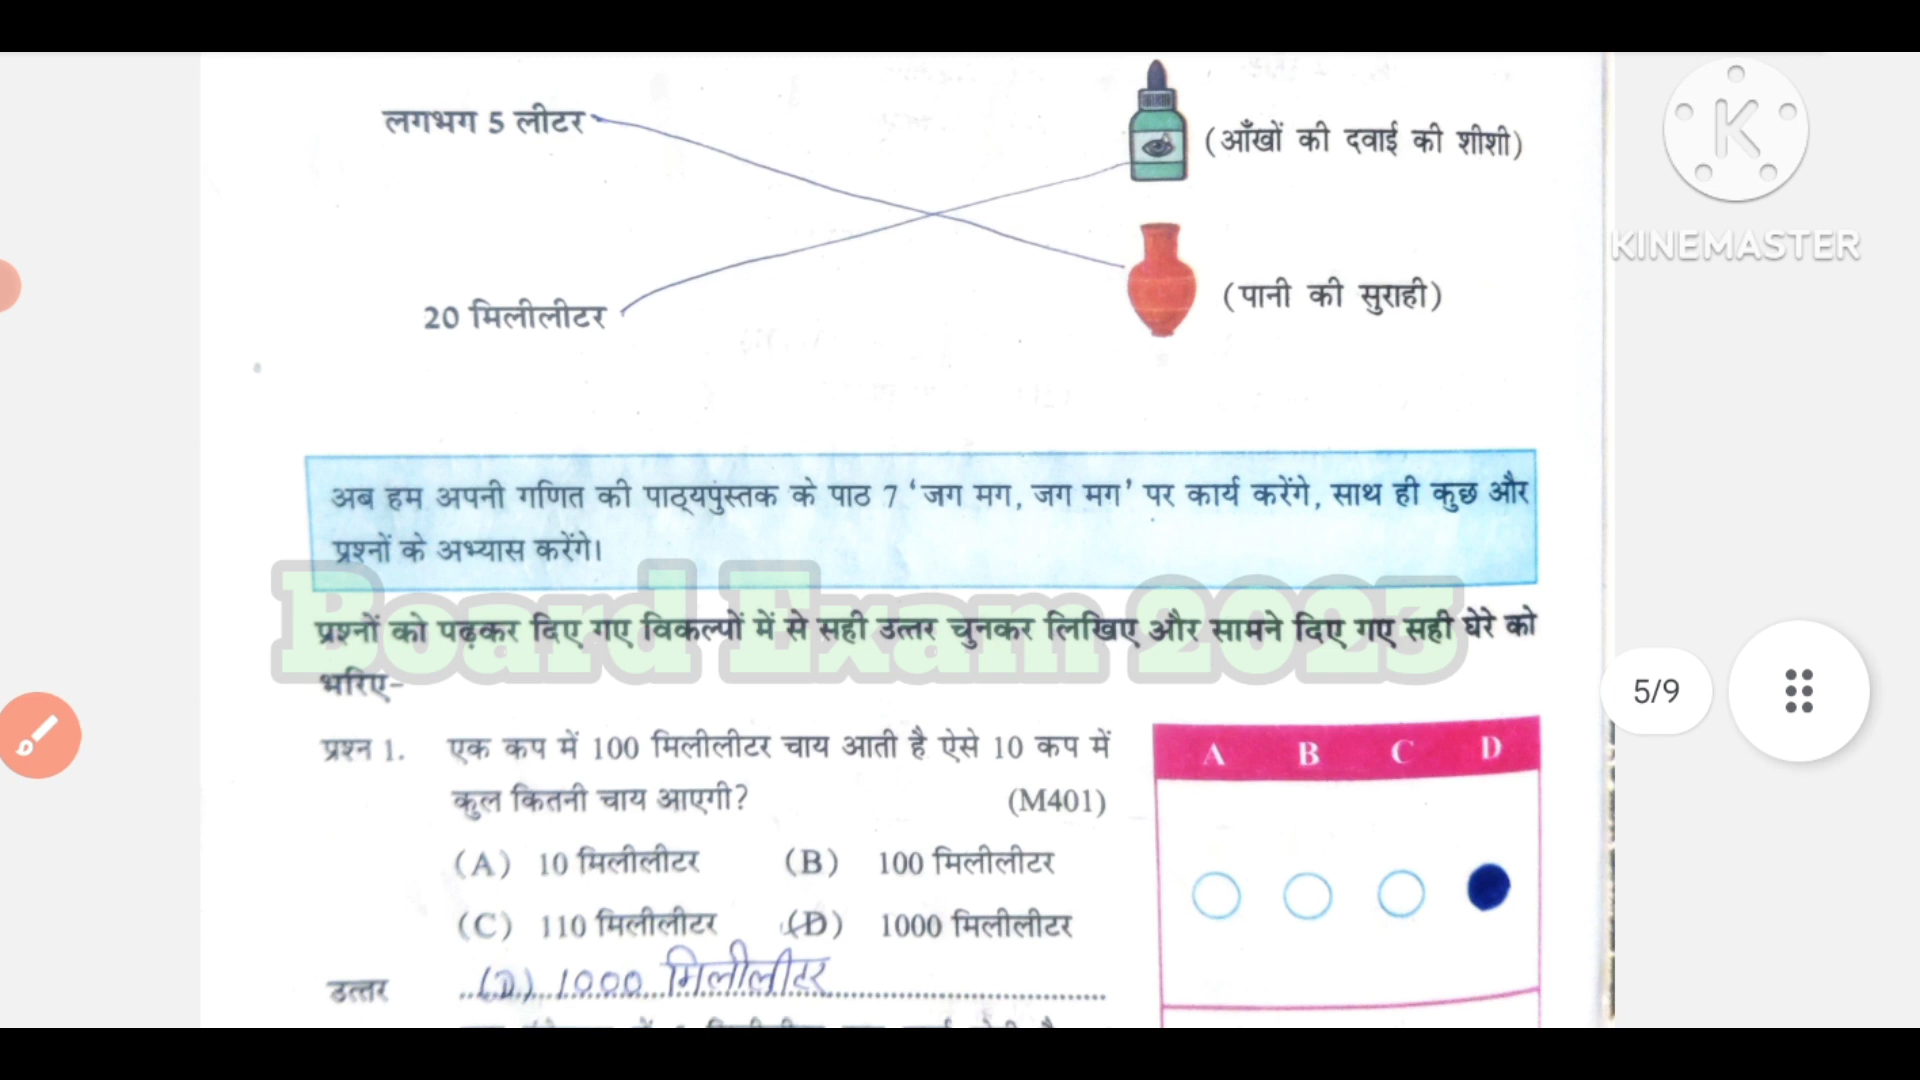 लगभग 5 लीटर
(आँखों की दवाई की शीशी)
KINEMASTER
20 मिलीलीटर
(पानी की सुराही)
अब हम अपनी गणित की पाठ्यपुस्तक के पाठ 7 ‘जग मग, जग मग’ पर कार्य करेंगे, साथ ही कुछ और
प्रश्नों के अभ्यास करेंगे।
Board Exam 2023
प्रश्नों को पढ़कर दिए गए विकल्पों में से सही उत्तर चुनकर लिखिए और सामने दिए गए सही घेरे को
भरिए–
5/9
प्रश्न 1. एक कप में 100 मिलीलीटर चाय आती है ऐसे 10 कप में
कुल कितनी चाय आएगी? (M401)
A B C D
(A) 10 मिलीलीटर (B) 100 मिलीलीटर
(C) 110 मिलीलीटर (D) 1000 मिलीलीटर
उत्तर (D) 1000 मिलीलीटर